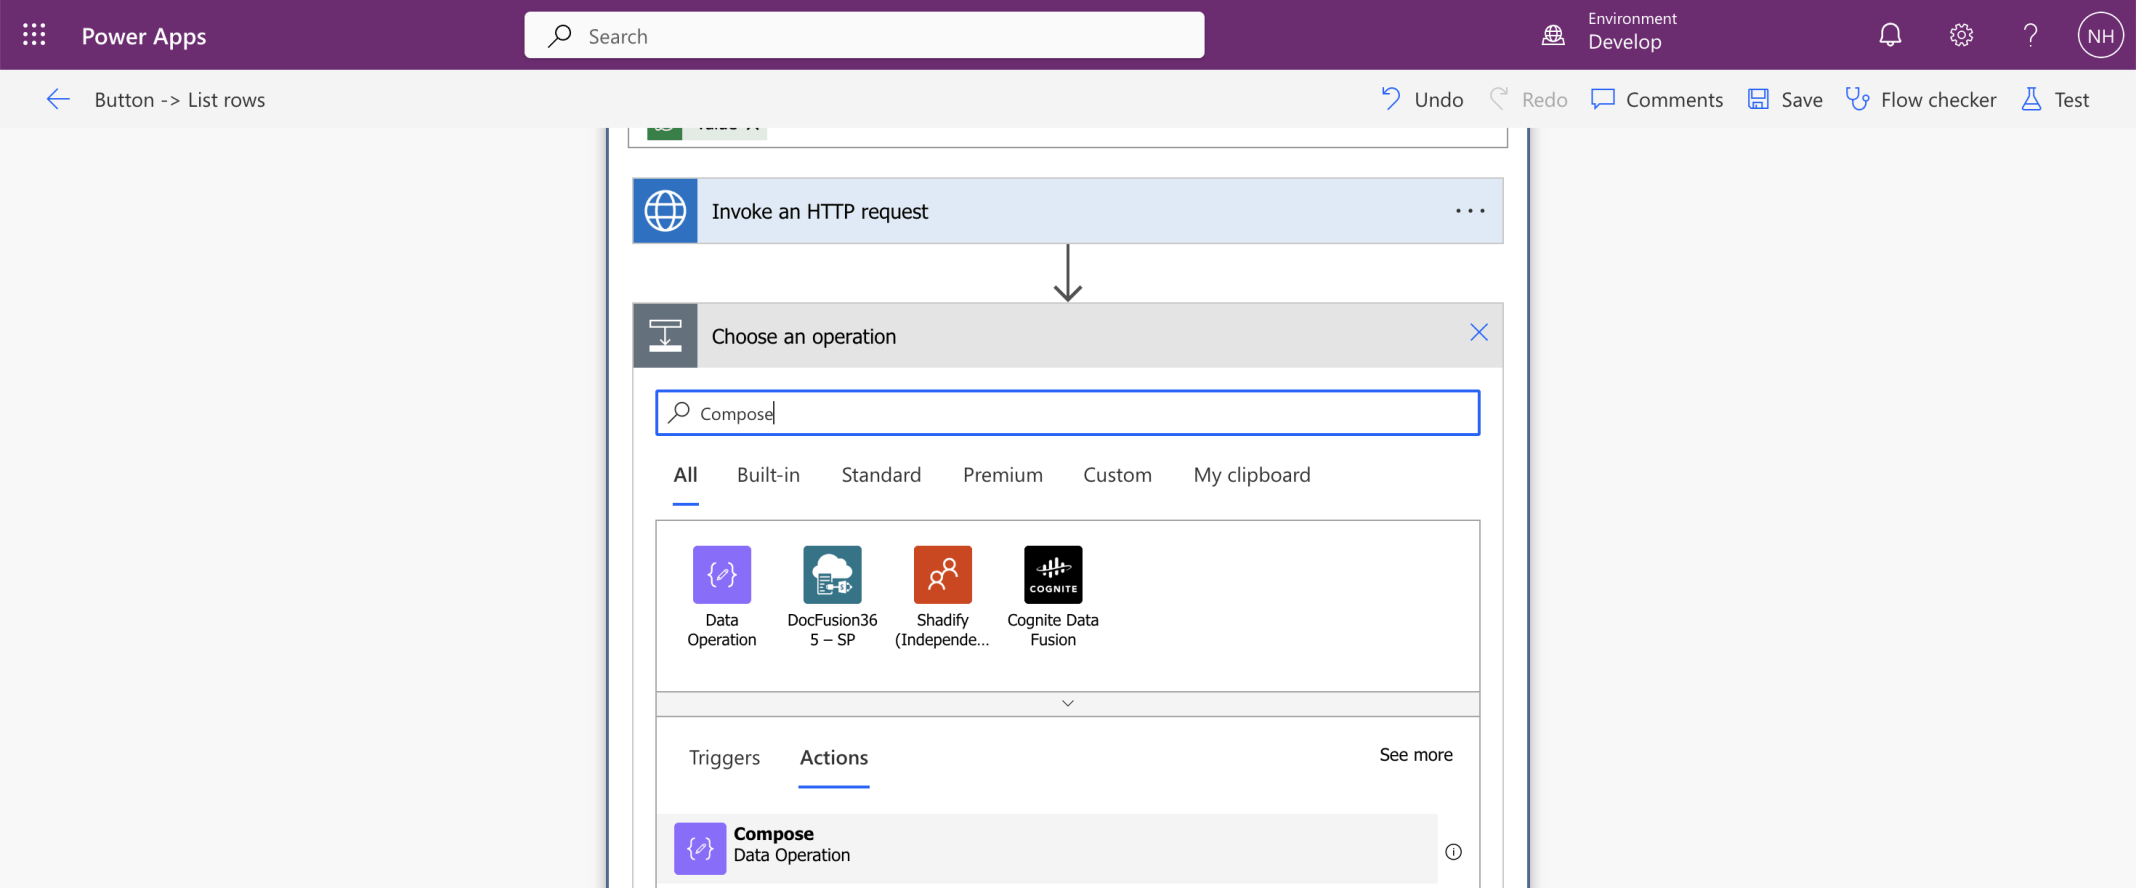 Power Apps
Search
Environment
Develop
NH
Button -> List rows
Undo
Redo
Comments
Save
Flow checker
Test
Invoke an HTTP request
Choose an operation
Compose
All
Built-in
Standard
Premium
Custom
My clipboard
Data
Operation
DocFusion36
5 – SP
Shadify
(Independe...
COGNITE
Cognite Data
Fusion
Triggers
Actions
See more
Compose
Data Operation